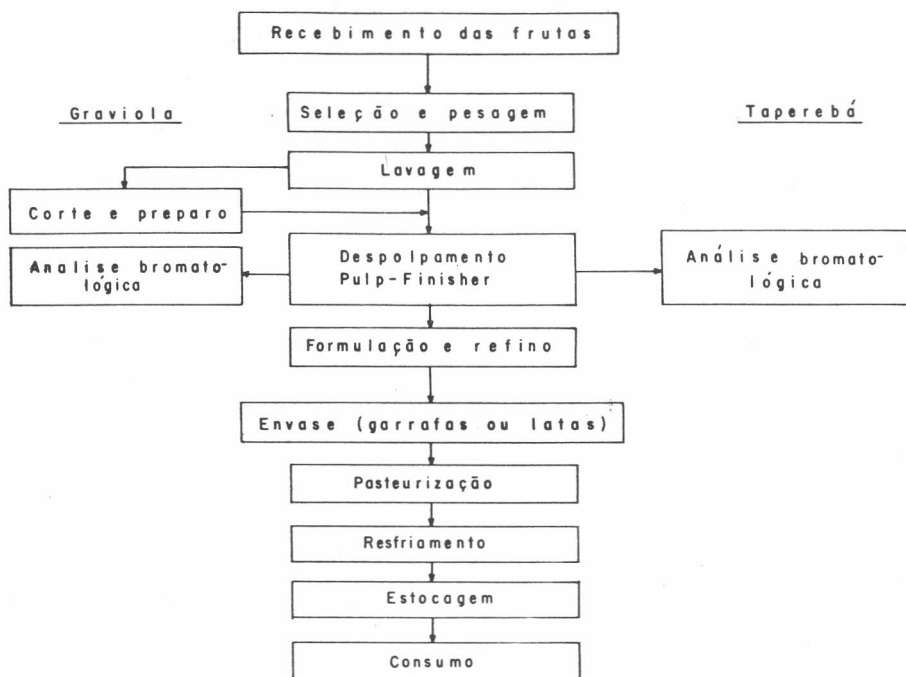 Recebimento das frutas
Graviola
Seleção e pesagem
Taperebá
Lavagem
Corte e preparo
Despolpamento
Pulp-Finisher
Analise bromato-
lógica
Análise bromato-
lógica
Formulação e refino
Envase (garrafas ou latas)
Pasteurização
Resfriamento
Estocagem
Consumo